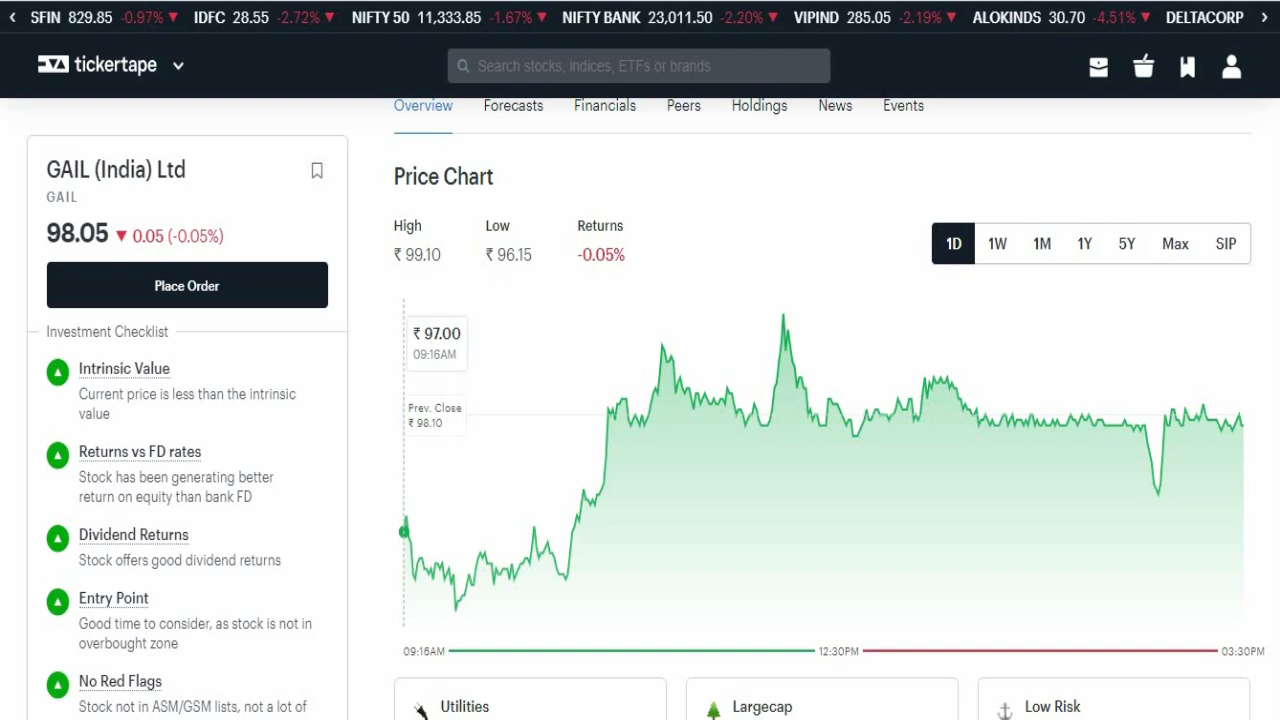 SFIN 829.85 -0.97% IDFC 28.55 -2.72% NIFTY 50 11,333.85 -1.67% NIFTY BANK 23,011.50 -2.20% VIPIND 285.05 -2.19% ALOKINDS 30.70 -4.51% DELTACORP
tickertape
Search stocks, indices, ETFs or brands
Overview Forecasts Financials Peers Holdings News Events
GAIL (India) Ltd
GAIL
98.05 0.05 (-0.05%)
Place Order
Investment Checklist
Intrinsic Value
Current price is less than the intrinsic
value
Returns vs FD rates
Stock has been generating better
return on equity than bank FD
Dividend Returns
Stock offers good dividend returns
Entry Point
Good time to consider, as stock is not in
overbought zone
No Red Flags
Stock not in ASM/GSM lists, not a lot of
Price Chart
High Low Returns
₹ 99.10 ₹ 96.15 -0.05%
1D 1W 1M 1Y 5Y Max SIP
₹ 97.00
09:16AM
Prev. Close
₹ 98.10
09:16AM 12:30PM 03:30PM
Utilities Largecap Low Risk